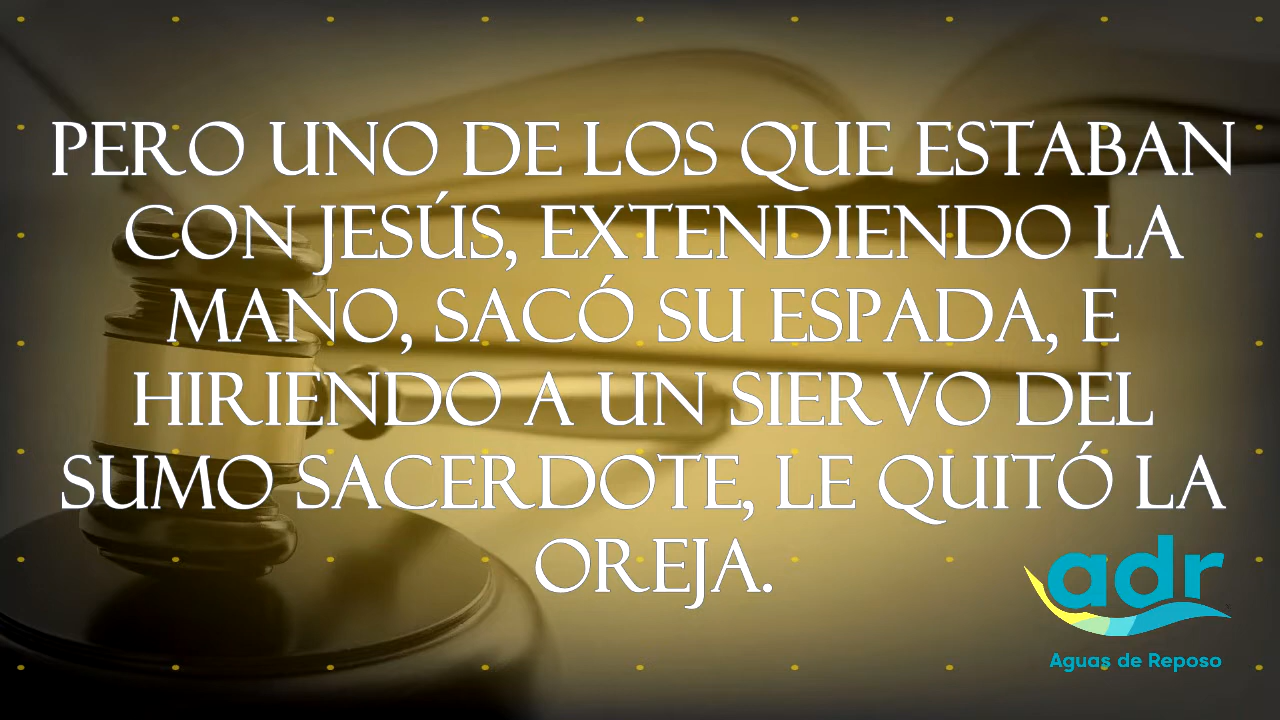 PERO UNO DE LOS QUE ESTABAN
CON JESÚS, EXTENDIENDO LA
MANO, SACÓ SU ESPADA, E
HIRIENDO A UN SIERVO DEL
SUMO SACERDOTE, LE QUITÓ LA
OREJA.
adr
Aguas de Reposo